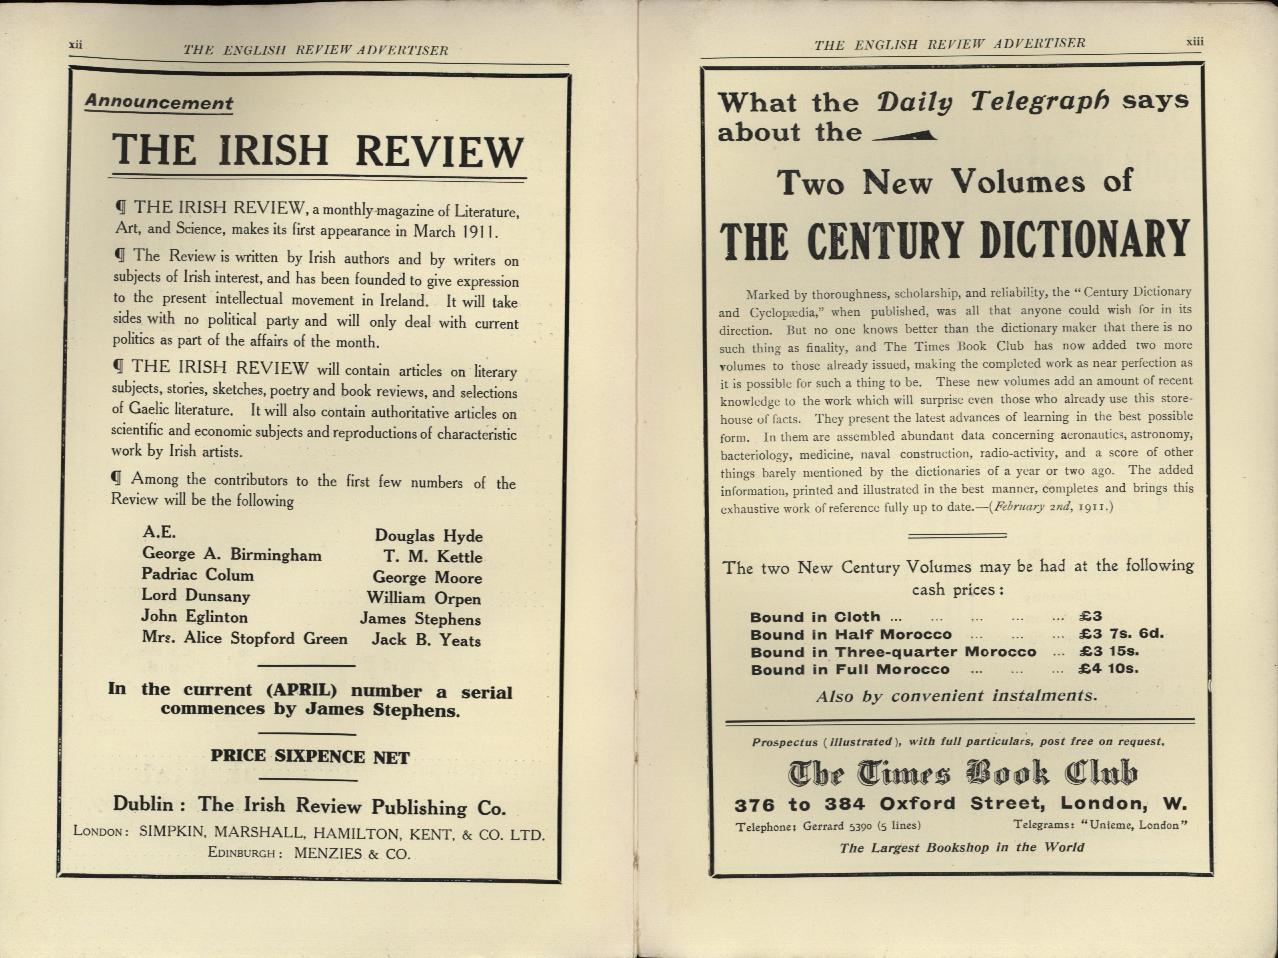 xii
THE ENGLISH REVIEW ADVERTISER
Announcement
THE IRISH REVIEW
¶ THE IRISH REVIEW, a monthly magazine of Literature,
Art, and Science, makes its first appearance in March 1911.
¶ The Review is written by Irish authors and by writers on
subjects of Irish interest, and has been founded to give expression
to the present intellectual movement in Ireland. It will take
sides with no political party and will only deal with current
politics as part of the affairs of the month.
¶ THE IRISH REVIEW will contain articles on literary
subjects, stories, sketches, poetry and book reviews, and selections
of Gaelic literature. It will also contain authoritative articles on
scientific and economic subjects and reproductions of characteristic
work by Irish artists.
¶ Among the contributors to the first few numbers of the
Review will be the following
A.E. Douglas Hyde
George A. Birmingham T. M. Kettle
Padriac Colum George Moore
Lord Dunsany William Orpen
John Eglinton James Stephens
Mrs. Alice Stopford Green Jack B. Yeats
In the current (APRIL) number a serial
commences by James Stephens.
PRICE SIXPENCE NET
Dublin : The Irish Review Publishing Co.
LONDON: SIMPKIN, MARSHALL, HAMILTON, KENT, & CO. LTD.
EDINBURGH: MENZIES & CO.
THE ENGLISH REVIEW ADVERTISER
xiii
What the Daily Telegraph says
about the
Two New Volumes of
THE CENTURY DICTIONARY
Marked by thoroughness, scholarship, and reliability, the "Century Dictionary
and Cyclopædia," when published, was all that anyone could wish for in its
direction. But no one knows better than the dictionary maker that there is no
such thing as finality, and The Times Book Club has now added two more
volumes to those already issued, making the completed work as near perfection as
it is possible for such a thing to be. These new volumes add an amount of recent
knowledge to the work which will surprise even those who already use this store-
house of facts. They present the latest advances of learning in the best possible
form. In them are assembled abundant data concerning aeronautics, astronomy,
bacteriology, medicine, naval construction, radio-activity, and a score of other
things barely mentioned by the dictionaries of a year or two ago. The added
information, printed and illustrated in the best manner, completes and brings this
exhaustive work of reference fully up to date.—(February 2nd, 1911.)
The two New Century Volumes may be had at the following
cash prices :
Bound in Cloth ... ... ... ... ... £3
Bound in Half Morocco ... ... ... £3 7s. 6d.
Bound in Three-quarter Morocco ... £3 15s.
Bound in Full Morocco ... ... ... £4 10s.
Also by convenient instalments.
Prospectus (illustrated), with full particulars, post free on request.
The Times Book Club
376 to 384 Oxford Street, London, W.
Telephone: Gerrard 5390 (5 lines) Telegrams: "Unieme, London"
The Largest Bookshop in the World